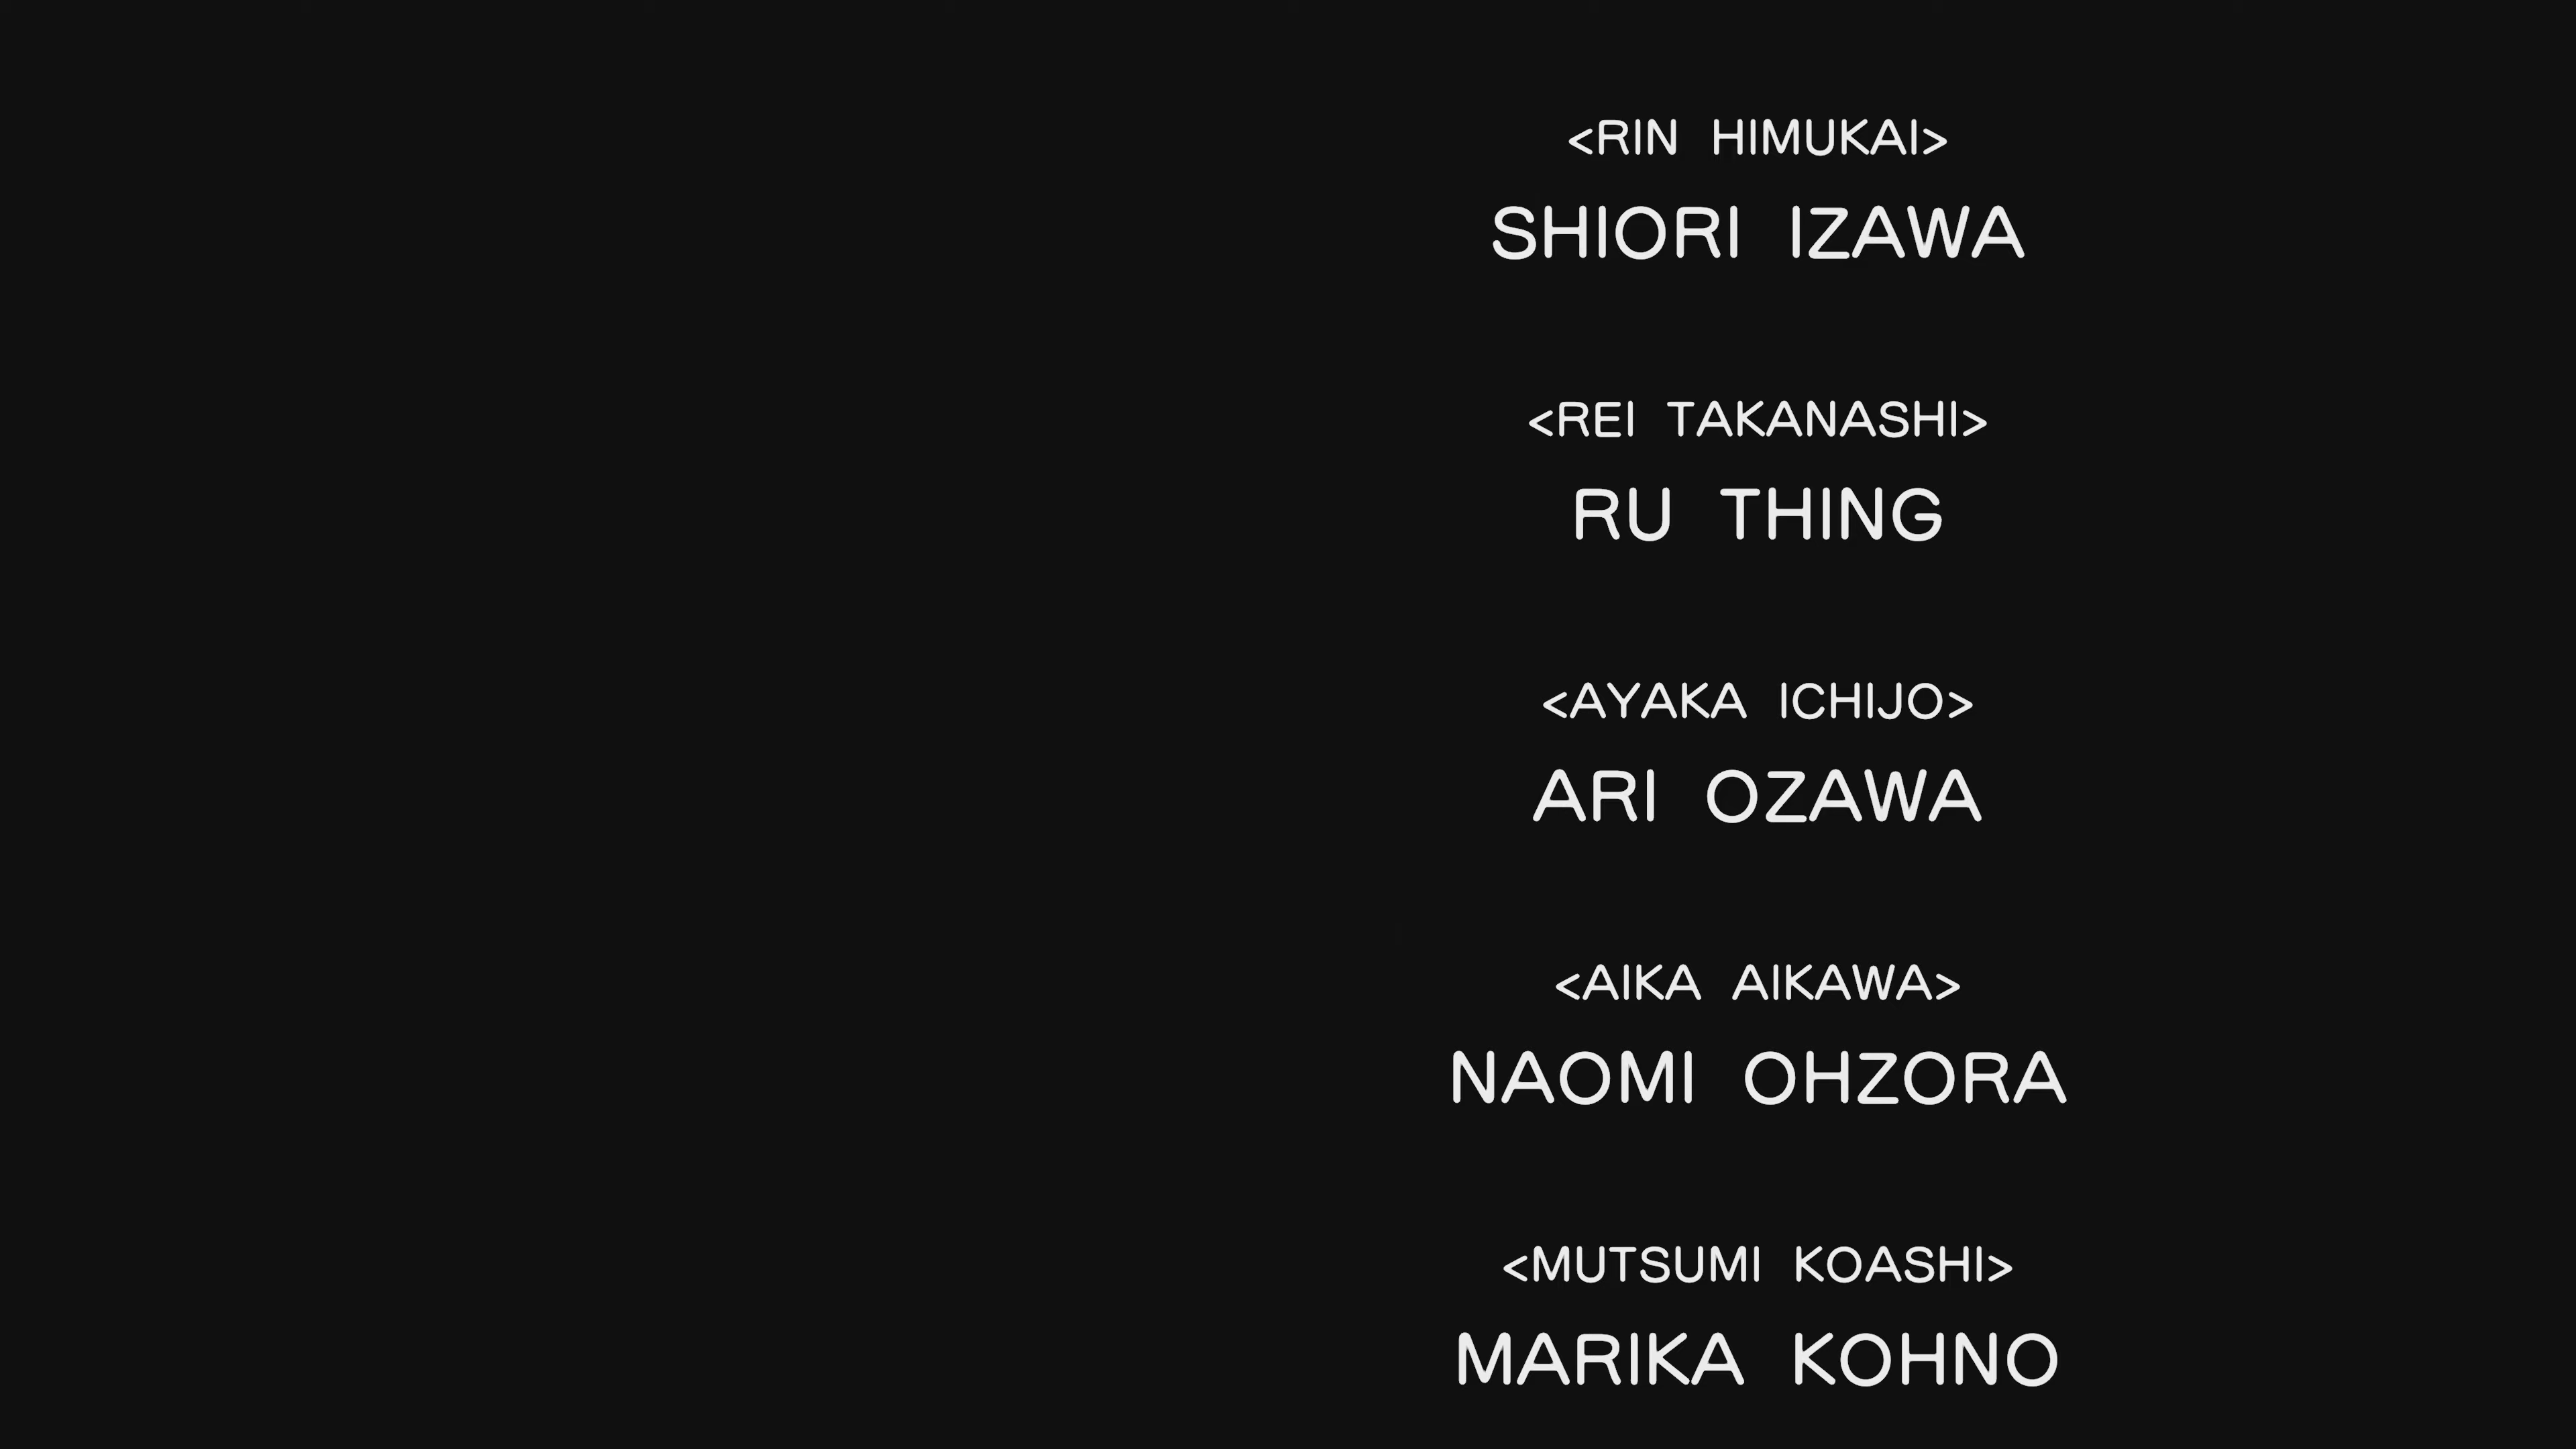 <RIN HIMUKAI>
SHIORI IZAWA
<REI TAKANASHI>
RU THING
<AYAKA ICHIJO>
ARI OZAWA
<AIKA AIKAWA>
NAOMI OHZORA
<MUTSUMI KOASHI>
MARIKA KOHNO